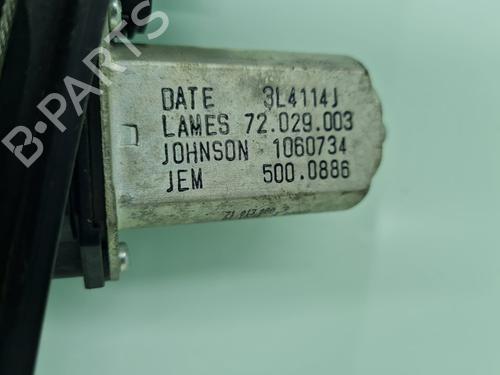 DATE 3L4114J
LAMES 72.029.003
JOHNSON 1060734
JEM 500.0886
B-PARTS